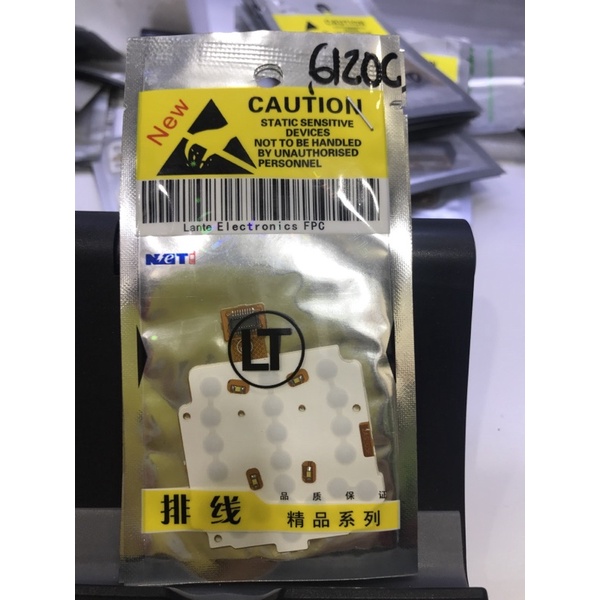 6120C
New
CAUTION
STATIC SENSITIVE
DEVICES
NOT TO BE HANDLED
BY UNAUTHORISED
PERSONNEL
Lante Electronics FPC
NETi
LT
品质保证
排线
精品系列